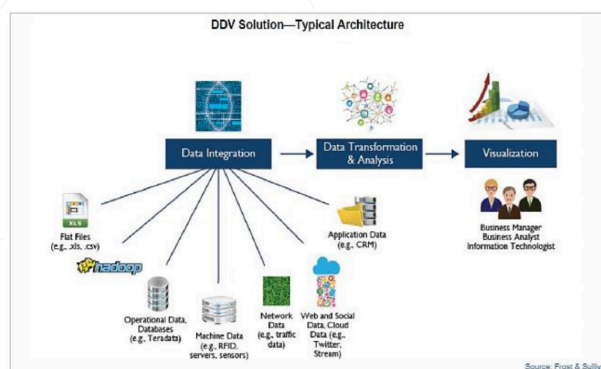 DDV Solution—Typical Architecture
Data Integration
Data Transformation
& Analysis
Visualization
XLS
Flat Files
(e.g., .xls, .csv)
hadoop
Operational Data,
Databases
(e.g., Teradata)
Machine Data
(e.g., RFID,
servers, sensors)
Network
Data
(e.g., traffic
data)
Web and Social
Data, Cloud
Data (e.g.,
Twitter,
Stream)
Application Data
(e.g., CRM)
Business Manager
Business Analyst
Information Technologist
Source: Frost & Sulliv